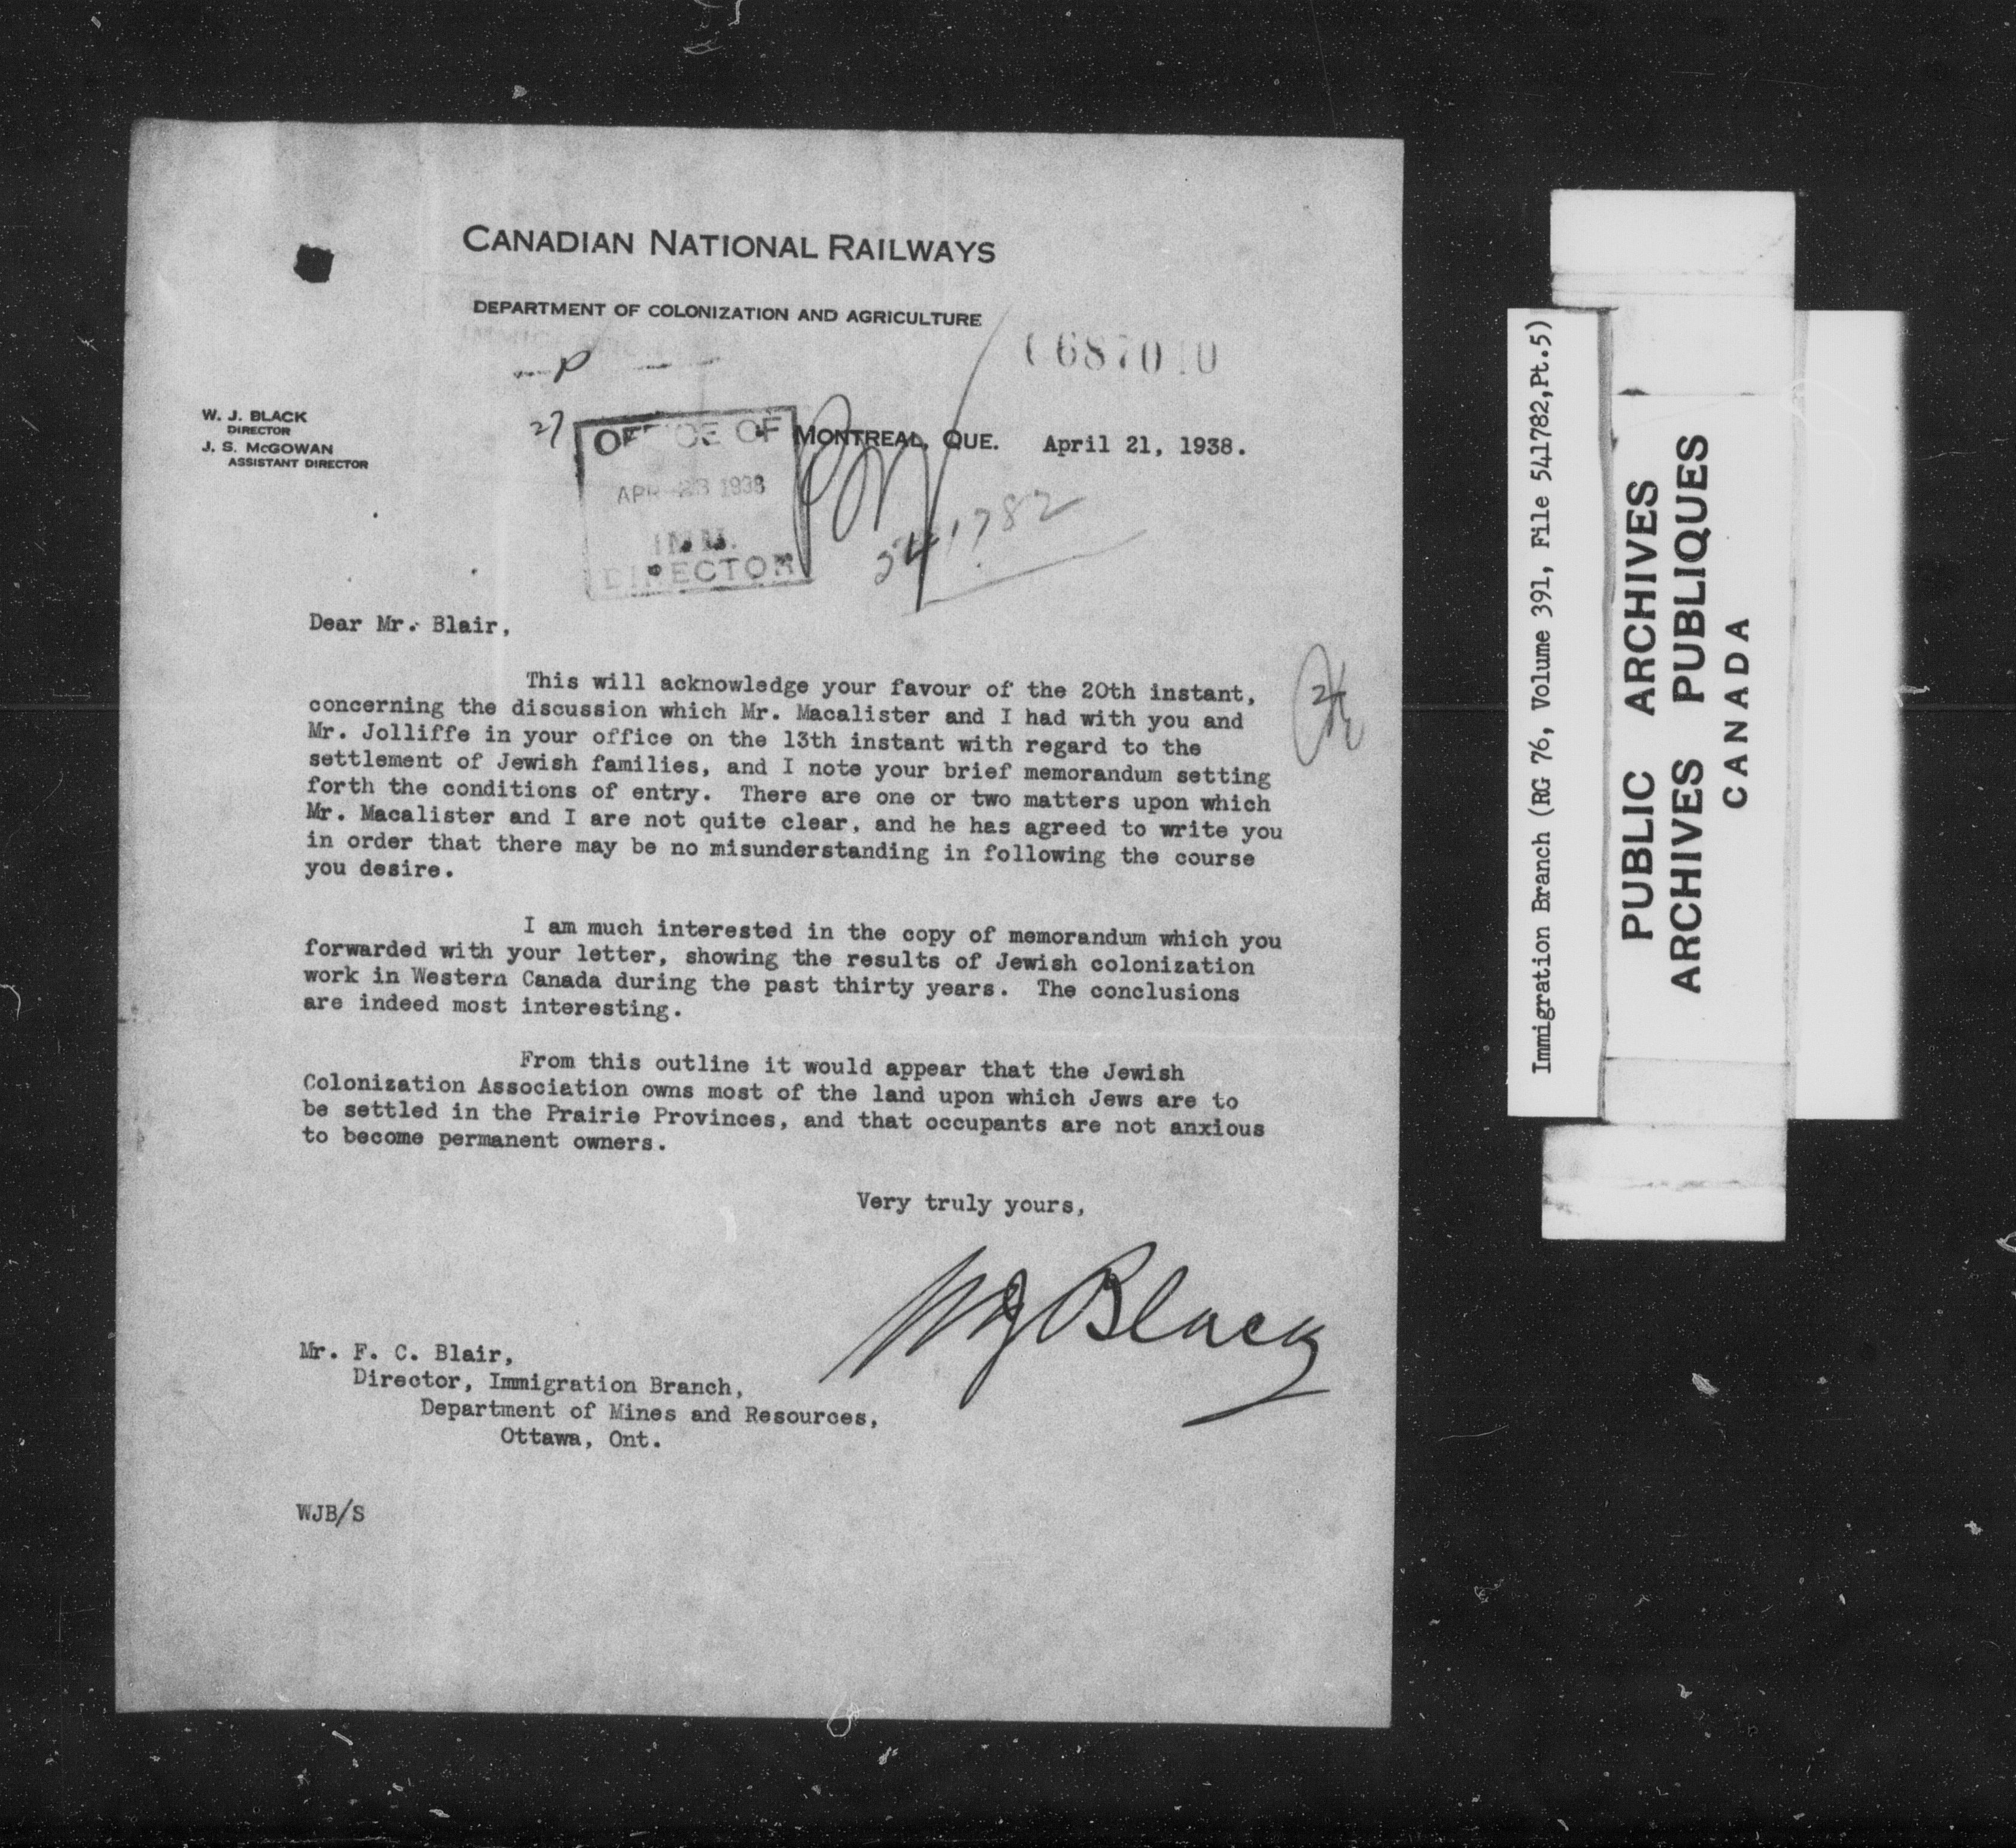 CANADIAN NATIONAL RAILWAYS
DEPARTMENT OF COLONIZATION AND AGRICULTURE
W. J. BLACK
DIRECTOR
J. S. McGOWAN
ASSISTANT DIRECTOR
27
OFFICE OF
APR 23 1938
IMM.
DIRECTOR
MONTREAL, QUE. April 21, 1938.
541782
Dear Mr. Blair,
This will acknowledge your favour of the 20th instant,
concerning the discussion which Mr. Macalister and I had with you and
Mr. Jolliffe in your office on the 13th instant with regard to the
settlement of Jewish families, and I note your brief memorandum setting
forth the conditions of entry. There are one or two matters upon which
Mr. Macalister and I are not quite clear, and he has agreed to write you
in order that there may be no misunderstanding in following the course
you desire.
I am much interested in the copy of memorandum which you
forwarded with your letter, showing the results of Jewish colonization
work in Western Canada during the past thirty years. The conclusions
are indeed most interesting.
From this outline it would appear that the Jewish
Colonization Association owns most of the land upon which Jews are to
be settled in the Prairie Provinces, and that occupants are not anxious
to become permanent owners.
Very truly yours,
WJ Black
Mr. F. C. Blair,
Director, Immigration Branch,
Department of Mines and Resources,
Ottawa, Ont.
WJB/S
Immigration Branch (RG 76, Volume 391, File 541782,Pt.5)
PUBLIC ARCHIVES
ARCHIVES PUBLIQUES
CANADA